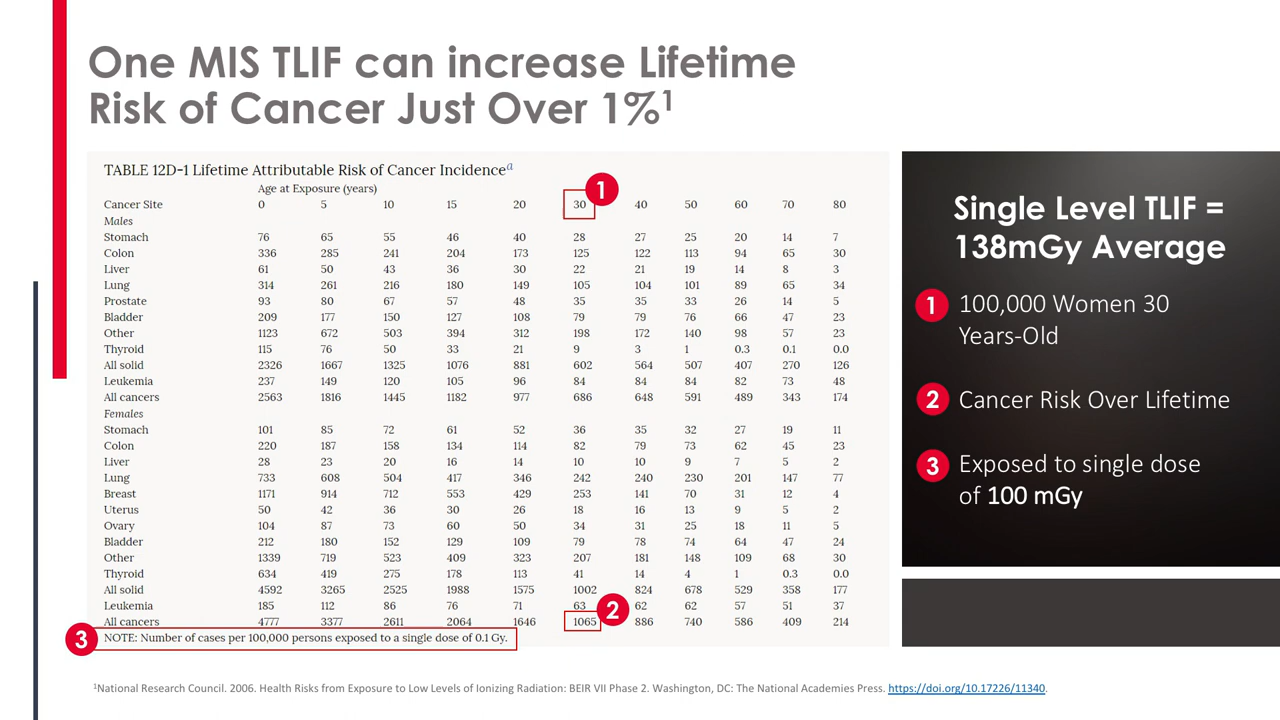 One MIS TLIF can increase Lifetime
Risk of Cancer Just Over 1%1
TABLE 12D-1 Lifetime Attributable Risk of Cancer Incidencea
Age at Exposure (years)
Cancer Site 0 5 10 15 20 30 40 50 60 70 80
1
Males
Stomach 76 65 55 46 40 28 27 25 20 14 7
Colon 336 285 241 204 173 125 122 113 94 65 30
Liver 61 50 43 36 30 22 21 19 14 8 3
Lung 314 261 216 180 149 105 104 101 89 65 34
Prostate 93 80 67 57 48 35 35 33 26 14 5
Bladder 209 177 150 127 108 79 79 76 66 47 23
Other 1123 672 503 394 312 198 172 140 98 57 23
Thyroid 115 76 50 33 21 9 3 1 0.3 0.1 0.0
All solid 2326 1667 1325 1076 881 602 564 507 407 270 126
Leukemia 237 149 120 105 96 84 84 84 82 73 48
All cancers 2563 1816 1445 1182 977 686 648 591 489 343 174
Females
Stomach 101 85 72 61 52 36 35 32 27 19 11
Colon 220 187 158 134 114 82 79 73 62 45 23
Liver 28 23 20 16 14 10 10 9 7 5 2
Lung 733 608 504 417 346 242 240 230 201 147 77
Breast 1171 914 712 553 429 253 141 70 31 12 4
Uterus 50 42 36 30 26 18 16 13 9 5 2
Ovary 104 87 73 60 50 34 31 25 18 11 5
Bladder 212 180 152 129 109 79 78 74 64 47 24
Other 1339 719 523 409 323 207 181 148 109 68 30
Thyroid 634 419 275 178 113 41 14 4 1 0.3 0.0
All solid 4592 3265 2525 1988 1575 1002 824 678 529 358 177
Leukemia 185 112 86 76 71 63 62 62 57 51 37
2
All cancers 4777 3377 2611 2064 1646 1065 886 740 586 409 214
3
NOTE: Number of cases per 100,000 persons exposed to a single dose of 0.1 Gy.
Single Level TLIF =
138mGy Average
1 100,000 Women 30
Years-Old
2 Cancer Risk Over Lifetime
3 Exposed to single dose
of 100 mGy
1National Research Council. 2006. Health Risks from Exposure to Low Levels of Ionizing Radiation: BEIR VII Phase 2. Washington, DC: The National Academies Press. https://doi.org/10.17226/11340.